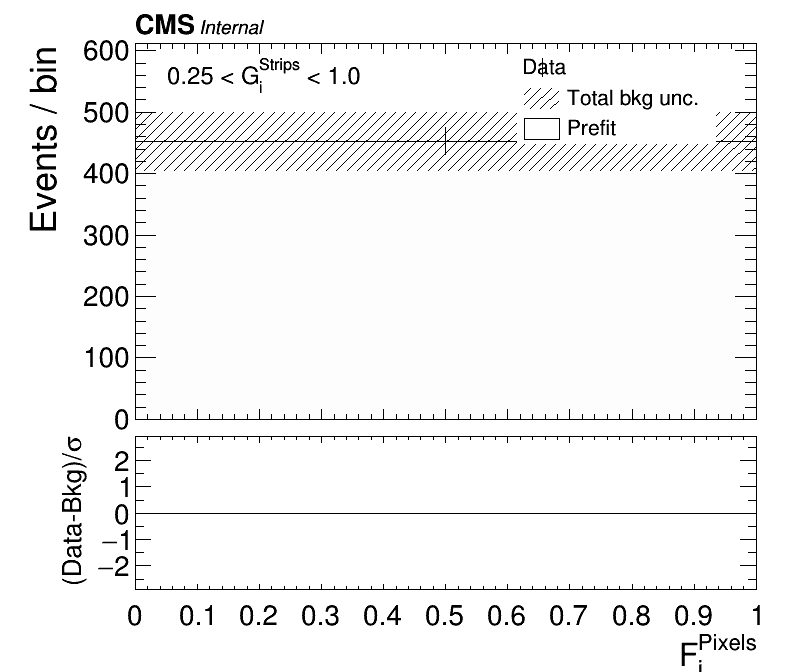 CMS Internal
Events / bin
600
500
400
300
200
100
0
0.25 < G_i^Strips < 1.0
Data
Total bkg unc.
Prefit
(Data-Bkg)/σ
2
1
0
−1
−2
0 0.1 0.2 0.3 0.4 0.5 0.6 0.7 0.8 0.9 1
F_i^Pixels